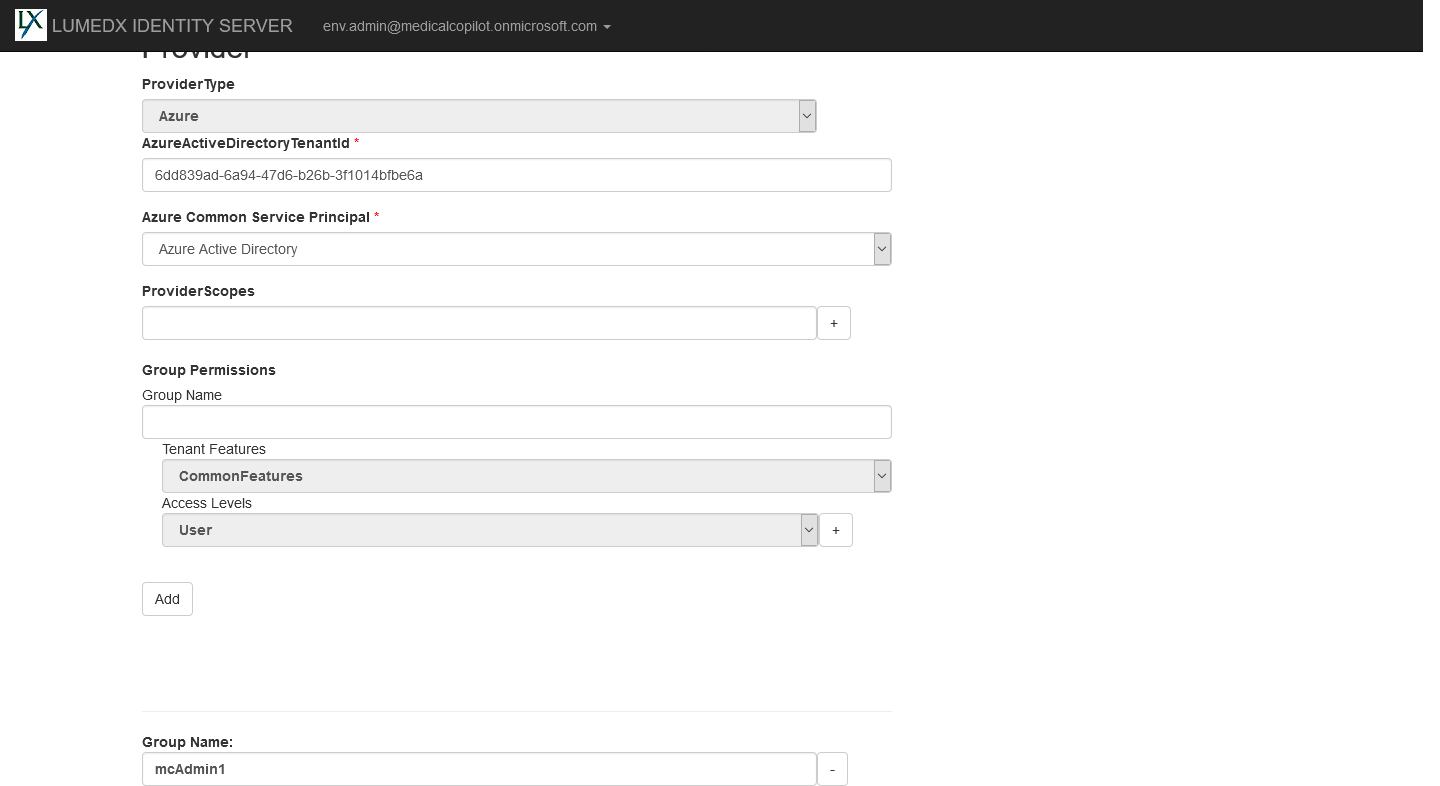 LX LUMEDX IDENTITY SERVER env.admin@medicalcopilot.onmicrosoft.com
Provider
ProviderType
Azure
AzureActiveDirectoryTenantId *
6dd839ad-6a94-47d6-b26b-3f1014bfbe6a
Azure Common Service Principal *
Azure Active Directory
ProviderScopes
+
Group Permissions
Group Name
Tenant Features
CommonFeatures
Access Levels
User +
Add
Group Name:
mcAdmin1 -